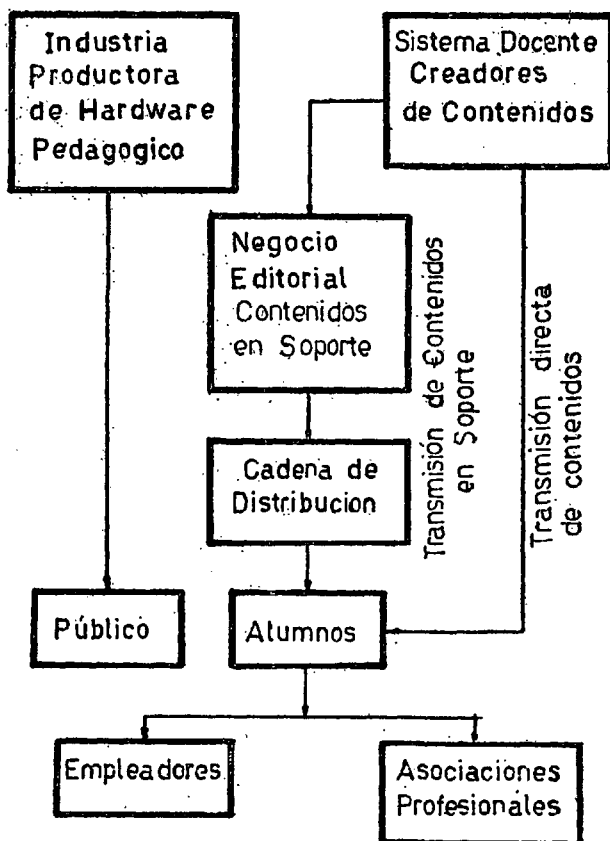 Industria
Productora
de Hardware
Pedagogico
Sistema Docente
Creadores
de Contenidos
Negocio
Editorial
Contenidos
en Soporte
Transmisión de Contenidos
en Soporte
Transmisión directa
de contenidos
Cadena de
Distribucion
Público
Alumnos
Empleadores
Asociaciones
Profesionales